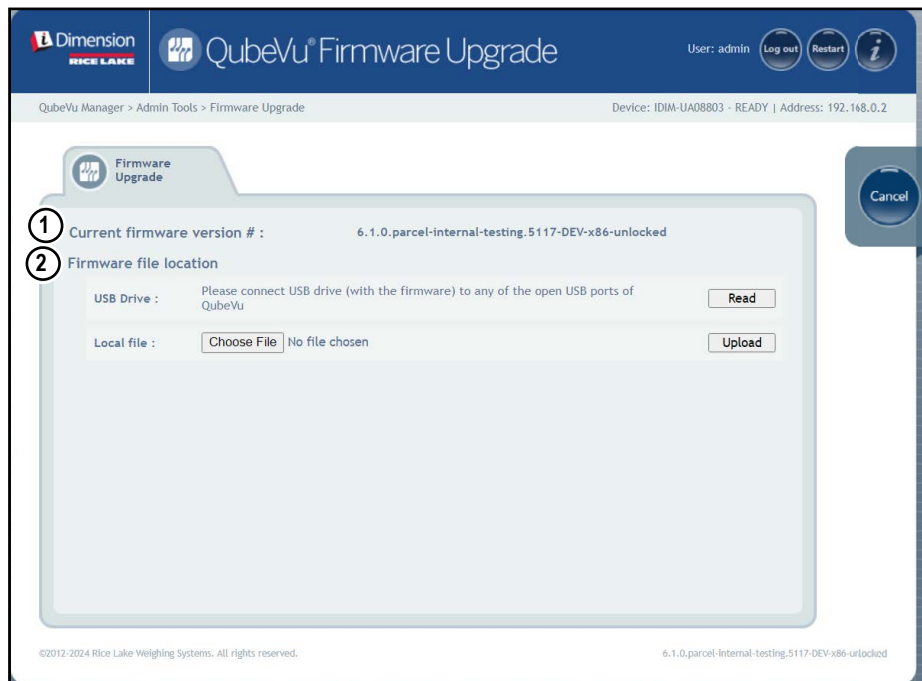 iDimension
RICE LAKE
QubeVu® Firmware Upgrade
User: admin
Log out
Restart
i
QubeVu Manager > Admin Tools > Firmware Upgrade
Device: IDIM-UA08803 - READY | Address: 192.168.0.2
Firmware
Upgrade
Cancel
1
Current firmware version # :
6.1.0.parcel-internal-testing.5117-DEV-x86-unlocked
2
Firmware file location
USB Drive :
Please connect USB drive (with the firmware) to any of the open USB ports of
QubeVu
Read
Local file :
Choose File No file chosen
Upload
©2012-2024 Rice Lake Weighing Systems. All rights reserved.
6.1.0.parcel-internal-testing.5117-DEV-x86-unlocked